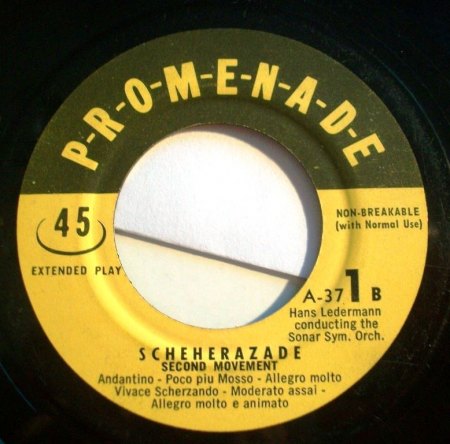 P-R-O-M-E-N-A-D-E
45
EXTENDED PLAY
NON-BREAKABLE
(with Normal Use)
A-37 1 B
Hans Ledermann
conducting the
Sonar Sym. Orch.
SCHEHERAZADE
SECOND MOVEMENT
Andantino - Poco piu Mosso - Allegro molto
Vivace Scherzando - Moderato assai -
Allegro molto e animato